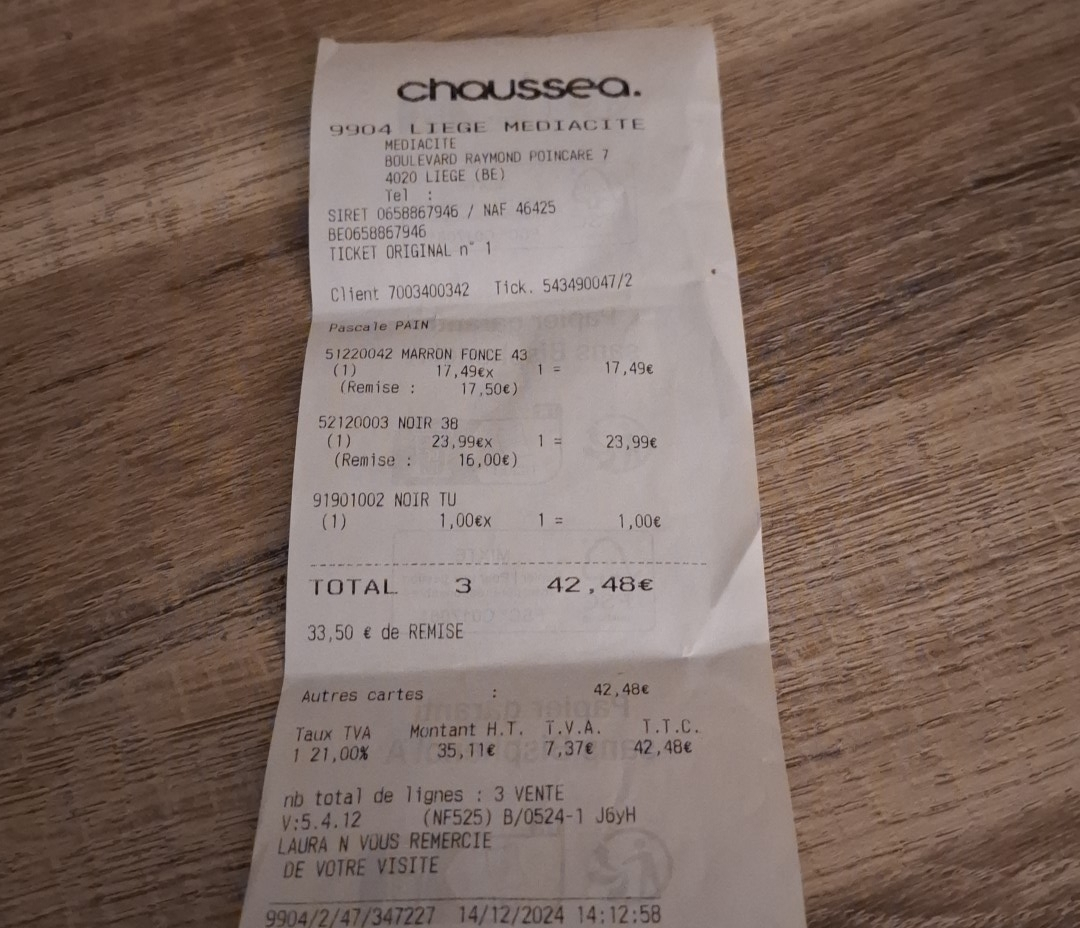 chaussea.
9904 LIEGE MEDIACITE
MEDIACITE
BOULEVARD RAYMOND POINCARE 7
4020 LIEGE (BE)
Tel :
SIRET 0658867946 / NAF 46425
BE0658867946
TICKET ORIGINAL n° 1
Client 7003400342 Tick. 543490047/2
Pascale PAIN
51220042 MARRON FONCE 43
(1) 17,49€x 1 = 17,49€
(Remise : 17,50€)
52120003 NOIR 38
(1) 23,99€x 1 = 23,99€
(Remise : 16,00€)
91901002 NOIR TU
(1) 1,00€x 1 = 1,00€
TOTAL 3 42,48€
33,50 € de REMISE
Autres cartes : 42,48€
Taux TVA Montant H.T. T.V.A. T.T.C.
1 21,00% 35,11€ 7,37€ 42,48€
nb total de lignes : 3 VENTE
V:5.4.12 (NF525) B/0524-1 J6yH
LAURA N VOUS REMERCIE
DE VOTRE VISITE
9904/2/47/347227 14/12/2024 14:12:58